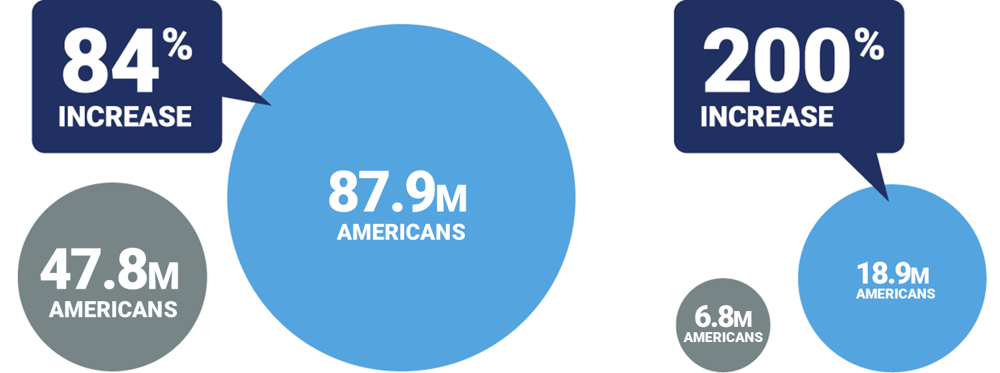 84%
INCREASE
47.8M
AMERICANS
87.9M
AMERICANS
200%
INCREASE
6.8M
AMERICANS
18.9M
AMERICANS